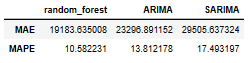 random_forest ARIMA SARIMA
MAE 19183.635008 23296.891152 29505.637324
MAPE 10.582231 13.812178 17.493197